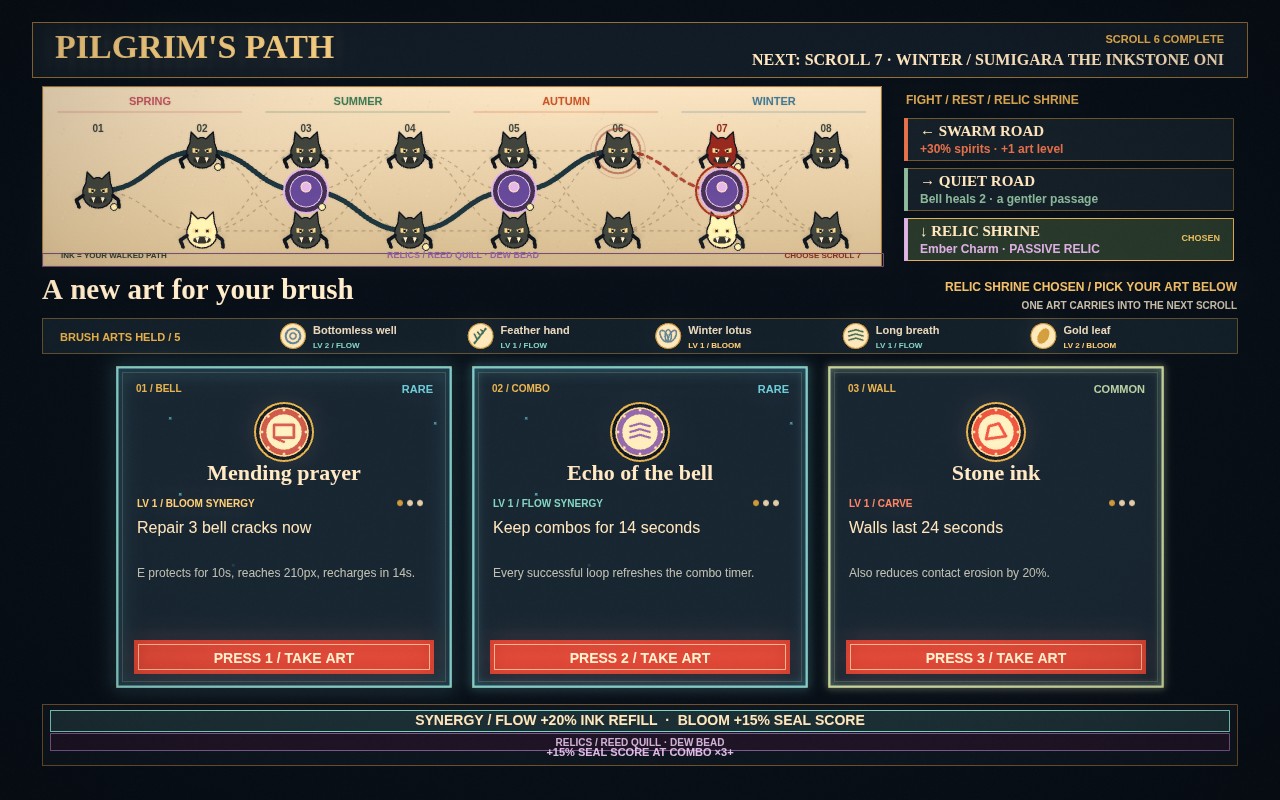 PILGRIM'S PATH
SCROLL 6 COMPLETE
NEXT: SCROLL 7 · WINTER / SUMIGARA THE INKSTONE ONI
SPRING
SUMMER
AUTUMN
WINTER
01
02
03
04
05
06
07
08
INK = YOUR WALKED PATH
RELICS / REED QUILL · DEW BEAD
CHOOSE SCROLL 7
FIGHT / REST / RELIC SHRINE
← SWARM ROAD
+30% spirits · +1 art level
→ QUIET ROAD
Bell heals 2 · a gentler passage
↓ RELIC SHRINE
Ember Charm · PASSIVE RELIC
CHOSEN
A new art for your brush
RELIC SHRINE CHOSEN / PICK YOUR ART BELOW
ONE ART CARRIES INTO THE NEXT SCROLL
BRUSH ARTS HELD / 5
Bottomless well
LV 2 / FLOW
Feather hand
LV 1 / FLOW
Winter lotus
LV 1 / BLOOM
Long breath
LV 1 / FLOW
Gold leaf
LV 2 / BLOOM
01 / BELL
RARE
Mending prayer
LV 1 / BLOOM SYNERGY
Repair 3 bell cracks now
E protects for 10s, reaches 210px, recharges in 14s.
PRESS 1 / TAKE ART
02 / COMBO
RARE
Echo of the bell
LV 1 / FLOW SYNERGY
Keep combos for 14 seconds
Every successful loop refreshes the combo timer.
PRESS 2 / TAKE ART
03 / WALL
COMMON
Stone ink
LV 1 / CARVE
Walls last 24 seconds
Also reduces contact erosion by 20%.
PRESS 3 / TAKE ART
SYNERGY / FLOW +20% INK REFILL · BLOOM +15% SEAL SCORE
RELICS / REED QUILL · DEW BEAD
+15% SEAL SCORE AT COMBO ×3+